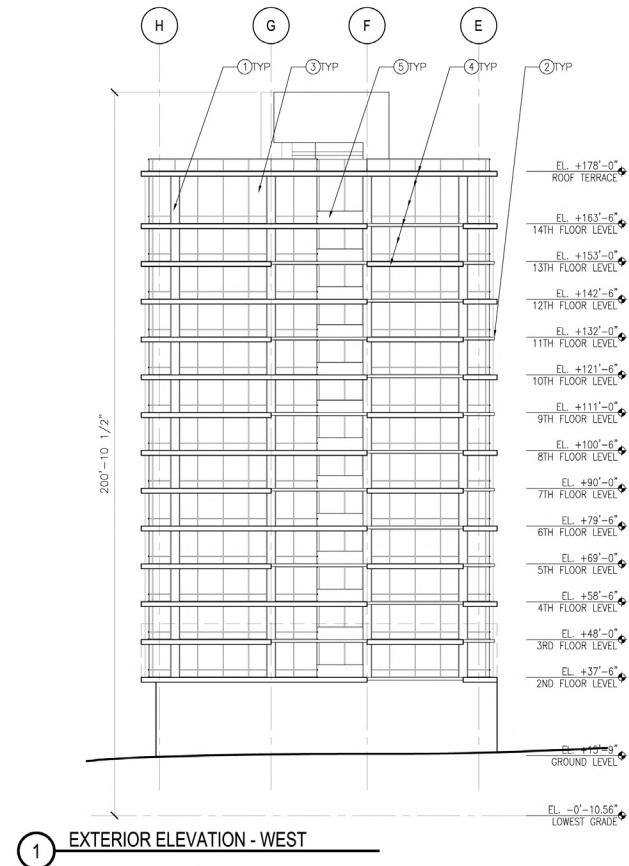 H G F E
1 TYP 3 TYP 5 TYP 4 TYP 2 TYP
EL. +178'-0"
ROOF TERRACE
EL. +163'-6"
14TH FLOOR LEVEL
EL. +153'-0"
13TH FLOOR LEVEL
EL. +142'-6"
12TH FLOOR LEVEL
EL. +132'-0"
11TH FLOOR LEVEL
EL. +121'-6"
10TH FLOOR LEVEL
EL. +111'-0"
9TH FLOOR LEVEL
EL. +100'-6"
8TH FLOOR LEVEL
EL. +90'-0"
7TH FLOOR LEVEL
EL. +79'-6"
6TH FLOOR LEVEL
EL. +69'-0"
5TH FLOOR LEVEL
EL. +58'-6"
4TH FLOOR LEVEL
EL. +48'-0"
3RD FLOOR LEVEL
EL. +37'-6"
2ND FLOOR LEVEL
EL. +15'-9"
GROUND LEVEL
EL. -0'-10.56"
LOWEST GRADE
200'-10 1/2"
1 EXTERIOR ELEVATION - WEST